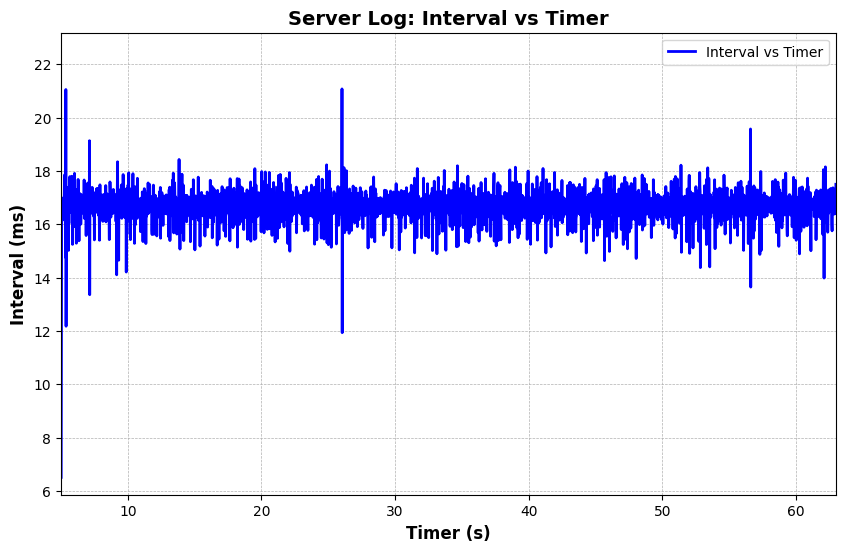 Server Log: Interval vs Timer
Interval vs Timer
22
20
18
16
14
12
10
8
6
Interval (ms)
10 20 30 40 50 60
Timer (s)